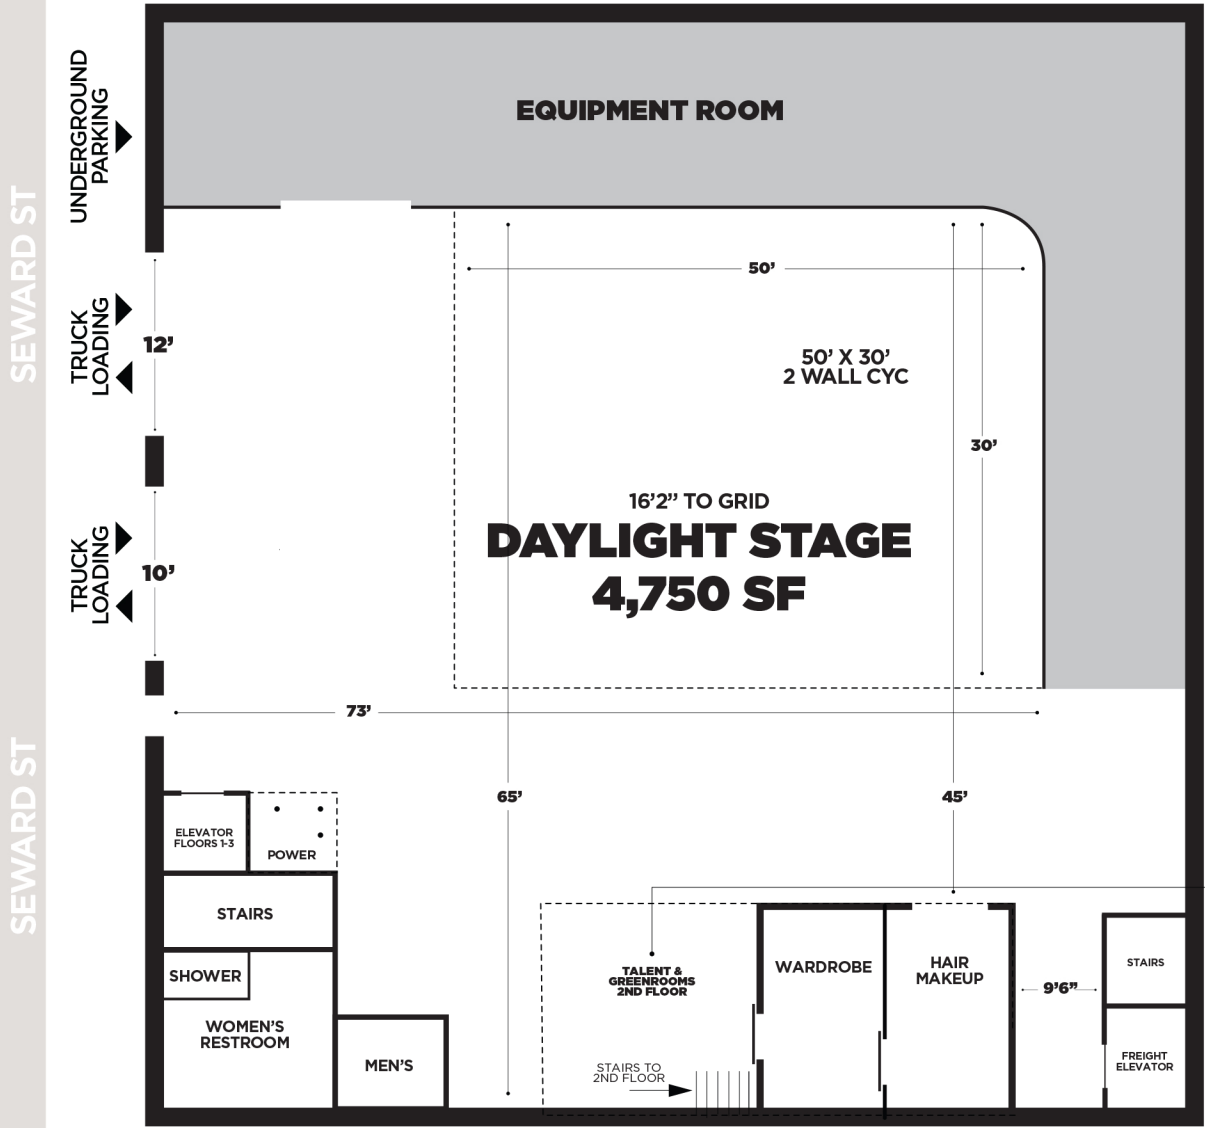 SEWARD ST
SEWARD ST
UNDERGROUND
PARKING
EQUIPMENT ROOM
TRUCK
LOADING
12’
50’
50’ X 30’
2 WALL CYC
30’
16’2” TO GRID
DAYLIGHT STAGE
4,750 SF
TRUCK
LOADING
10’
73’
65’
45’
ELEVATOR
FLOORS 1-3
POWER
STAIRS
SHOWER
WOMEN’S
RESTROOM
MEN’S
TALENT &
GREENROOMS
2ND FLOOR
STAIRS TO
2ND FLOOR
WARDROBE
HAIR
MAKEUP
9’6”
STAIRS
FREIGHT
ELEVATOR